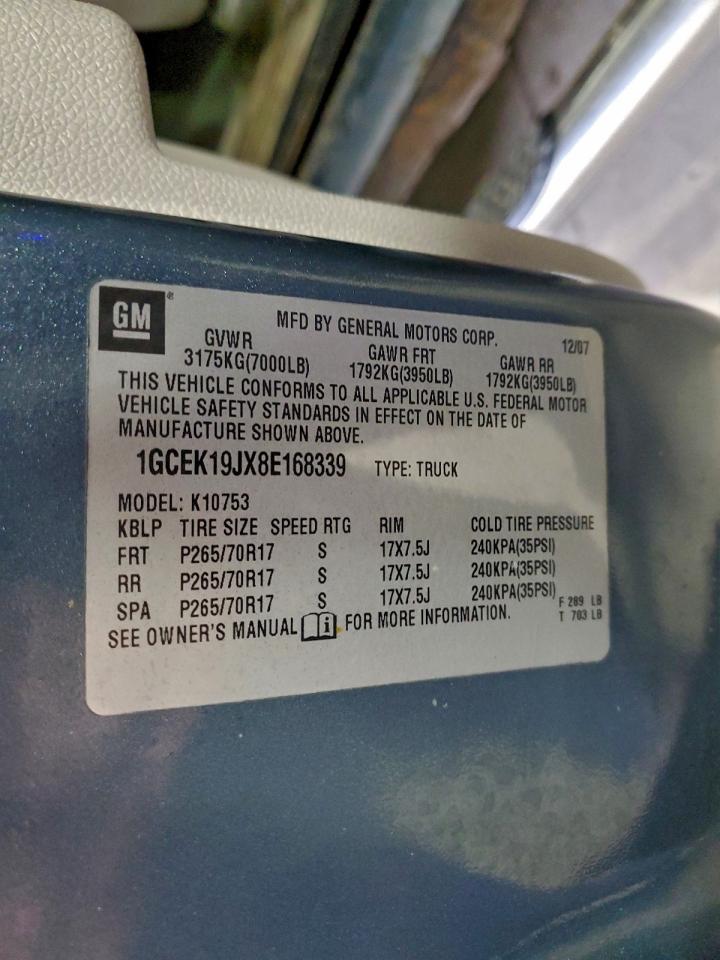 GM ®
MFD BY GENERAL MOTORS CORP. 12/07
GVWR GAWR FRT GAWR RR
3175KG(7000LB) 1792KG(3950LB) 1792KG(3950LB)
THIS VEHICLE CONFORMS TO ALL APPLICABLE U.S. FEDERAL MOTOR
VEHICLE SAFETY STANDARDS IN EFFECT ON THE DATE OF
MANUFACTURE SHOWN ABOVE.
1GCEK19JX8E168339 TYPE: TRUCK
MODEL: K10753
KBLP TIRE SIZE SPEED RTG RIM COLD TIRE PRESSURE
FRT P265/70R17 S 17X7.5J 240KPA(35PSI)
RR P265/70R17 S 17X7.5J 240KPA(35PSI)
SPA P265/70R17 S 17X7.5J 240KPA(35PSI)
F 289 LB
T 703 LB
SEE OWNER'S MANUAL i FOR MORE INFORMATION.